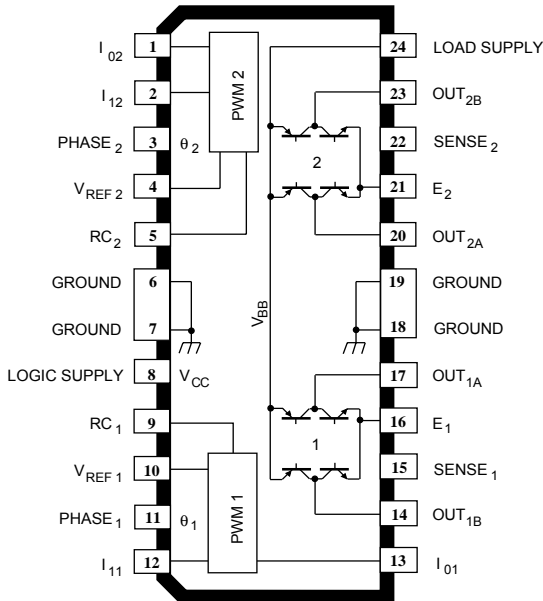 I02 1 24 LOAD SUPPLY
I12 2 PWM 2 23 OUT2B
PHASE2 3 θ2 22 SENSE2
2
VREF 2 4 21 E2
RC2 5 20 OUT2A
GROUND 6 19 GROUND
VBB
GROUND 7 18 GROUND
LOGIC SUPPLY 8 VCC 17 OUT1A
RC1 9 16 E1
1
VREF 1 10 15 SENSE1
PHASE1 11 θ1 PWM 1 14 OUT1B
I11 12 13 I01